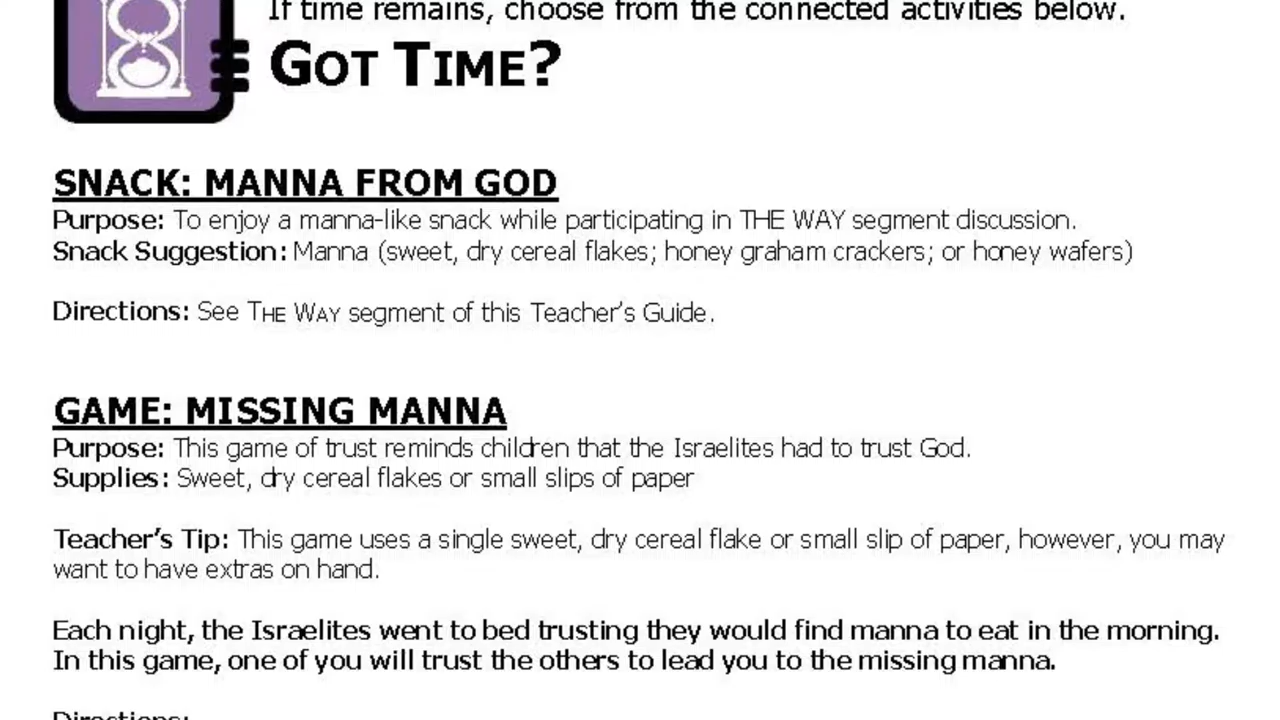 If time remains, choose from the connected activities below.
GOT TIME?
SNACK: MANNA FROM GOD
Purpose: To enjoy a manna-like snack while participating in THE WAY segment discussion.
Snack Suggestion: Manna (sweet, dry cereal flakes; honey graham crackers; or honey wafers)
Directions: See THE WAY segment of this Teacher's Guide.
GAME: MISSING MANNA
Purpose: This game of trust reminds children that the Israelites had to trust God.
Supplies: Sweet, dry cereal flakes or small slips of paper
Teacher's Tip: This game uses a single sweet, dry cereal flake or small slip of paper, however, you may
want to have extras on hand.
Each night, the Israelites went to bed trusting they would find manna to eat in the morning.
In this game, one of you will trust the others to lead you to the missing manna.
Directions: